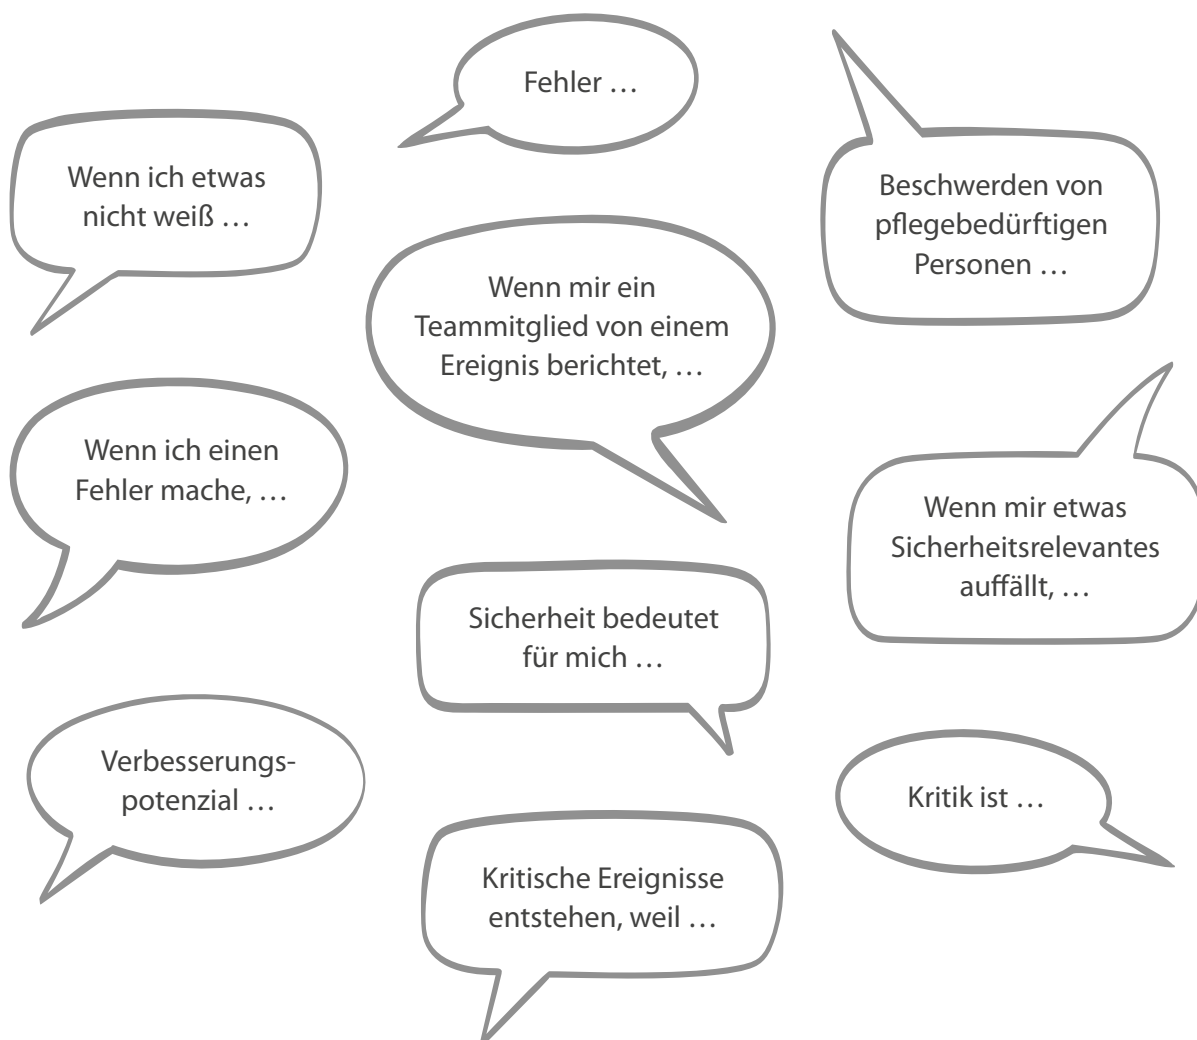 Fehler …
Wenn ich etwas
nicht weiß …
Beschwerden von
pflegebedürftigen
Personen …
Wenn mir ein
Teammitglied von einem
Ereignis berichtet, …
Wenn ich einen
Fehler mache, …
Wenn mir etwas
Sicherheitsrelevantes
auffällt, …
Sicherheit bedeutet
für mich …
Verbesserungs-
potenzial …
Kritik ist …
Kritische Ereignisse
entstehen, weil …